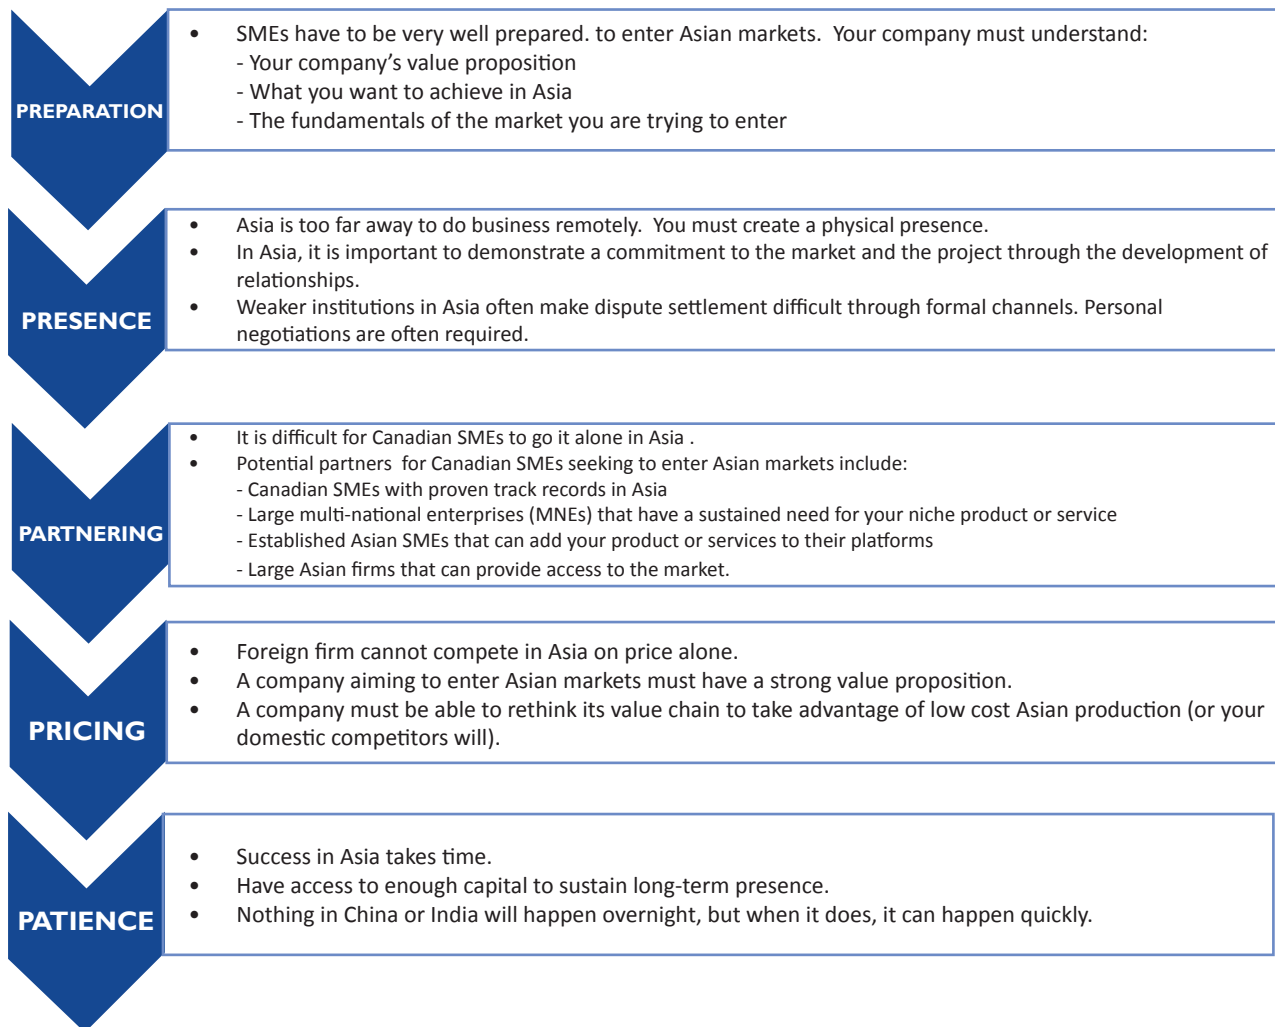 PREPARATION
• SMEs have to be very well prepared. to enter Asian markets.  Your company must understand:
- Your company's value proposition
- What you want to achieve in Asia
- The fundamentals of the market you are trying to enter
PRESENCE
• Asia is too far away to do business remotely.  You must create a physical presence.
• In Asia, it is important to demonstrate a commitment to the market and the project through the development of
relationships.
• Weaker institutions in Asia often make dispute settlement difficult through formal channels. Personal
negotiations are often required.
PARTNERING
• It is difficult for Canadian SMEs to go it alone in Asia .
• Potential partners  for Canadian SMEs seeking to enter Asian markets include:
- Canadian SMEs with proven track records in Asia
- Large multi-national enterprises (MNEs) that have a sustained need for your niche product or service
- Established Asian SMEs that can add your product or services to their platforms
- Large Asian firms that can provide access to the market.
PRICING
• Foreign firm cannot compete in Asia on price alone.
• A company aiming to enter Asian markets must have a strong value proposition.
• A company must be able to rethink its value chain to take advantage of low cost Asian production (or your
domestic competitors will).
PATIENCE
• Success in Asia takes time.
• Have access to enough capital to sustain long-term presence.
• Nothing in China or India will happen overnight, but when it does, it can happen quickly.